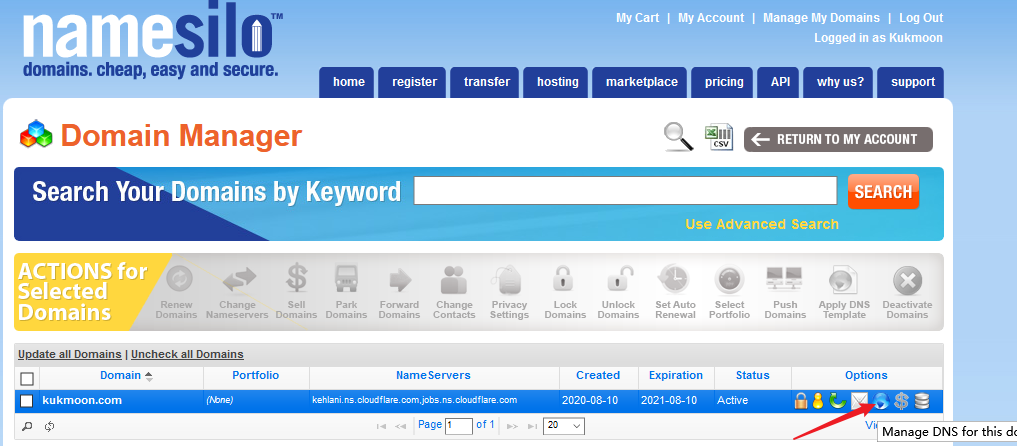 My Cart | My Account | Manage My Domains | Log Out
Logged in as Kukmoon
namesilo™
domains. cheap, easy and secure.
home register transfer hosting marketplace pricing API why us? support
Domain Manager
CSV
RETURN TO MY ACCOUNT
Search Your Domains by Keyword
SEARCH
Use Advanced Search
ACTIONS for
Selected
Domains
Renew Domains
Change Nameservers
Sell Domains
Park Domains
Forward Domains
Change Contacts
Privacy Settings
Lock Domains
Unlock Domains
Set Auto Renewal
Select Portfolio
Push Domains
Apply DNS Template
Deactivate Domains
Update all Domains | Uncheck all Domains
Domain Portfolio NameServers Created Expiration Status Options
kukmoon.com (None) kehlani.ns.cloudflare.com,jobs.ns.cloudflare.com 2020-08-10 2021-08-10 Active
Page 1 of 1 20
Manage DNS for this do